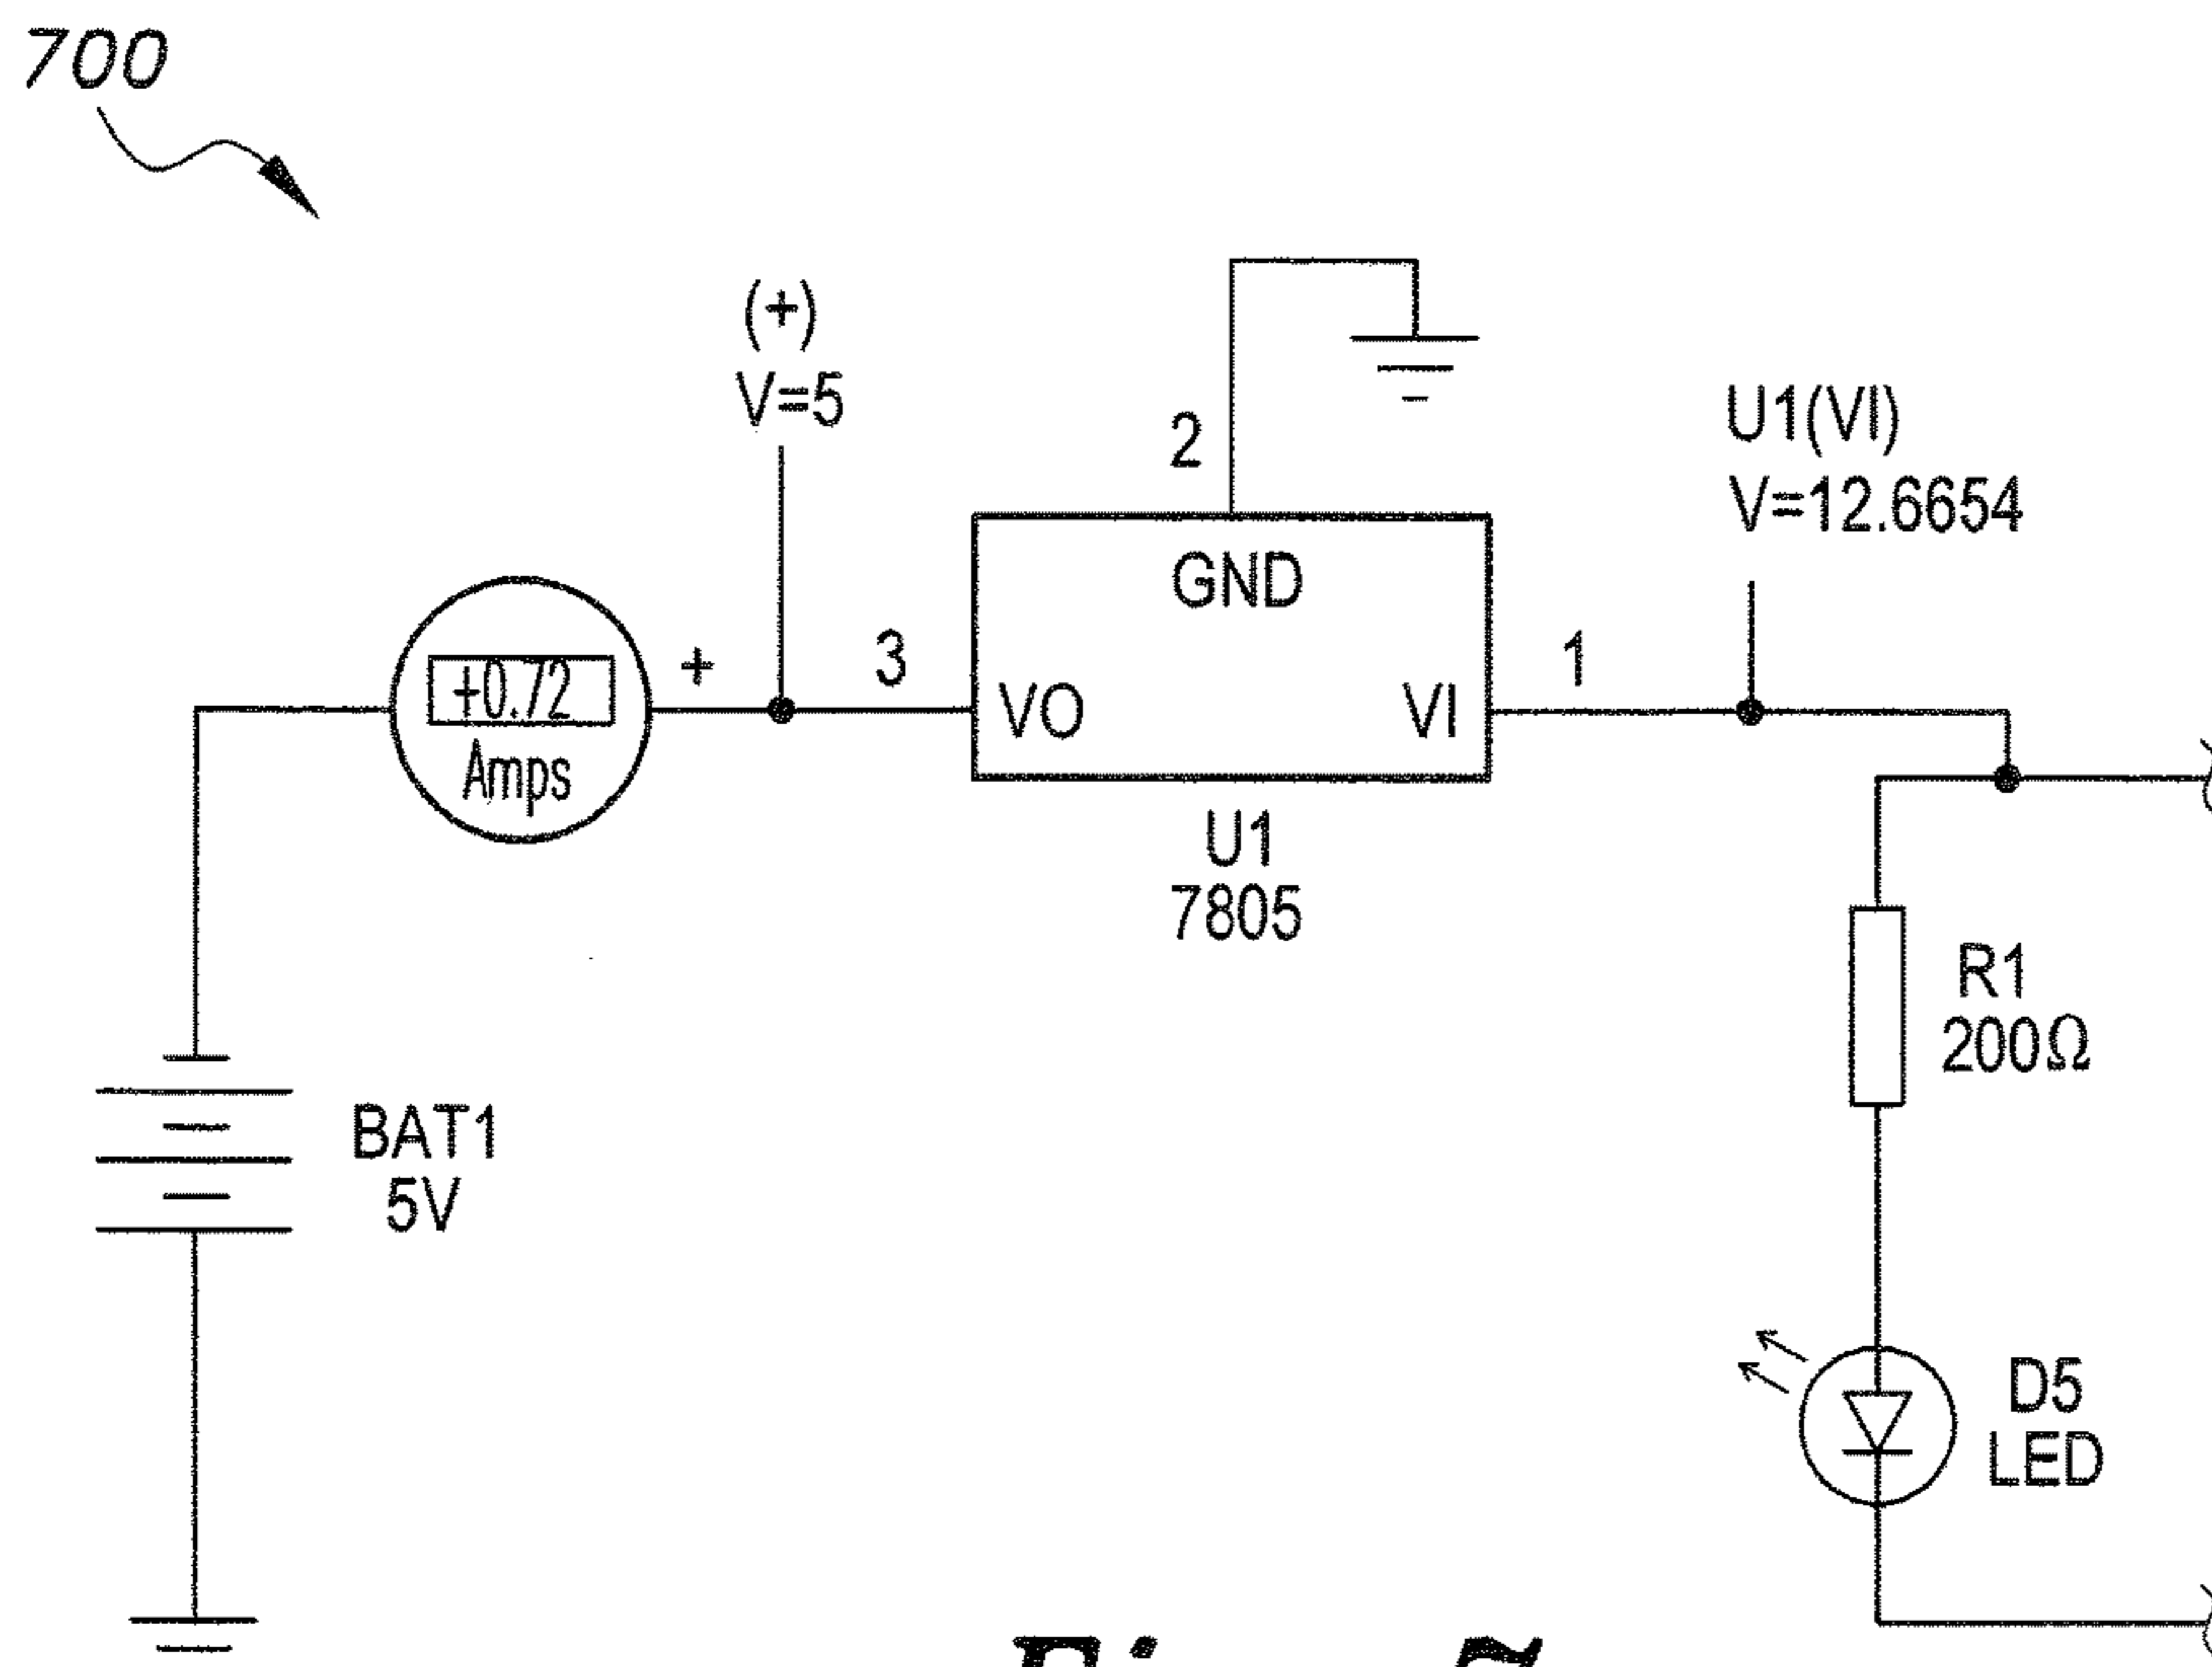 700
(+)
V=5
2
U1(VI)
V=12.6654
GND
+0.72
Amps
+
3
VO
VI
1
U1
7805
R1
200Ω
BAT1
5V
D5
LED